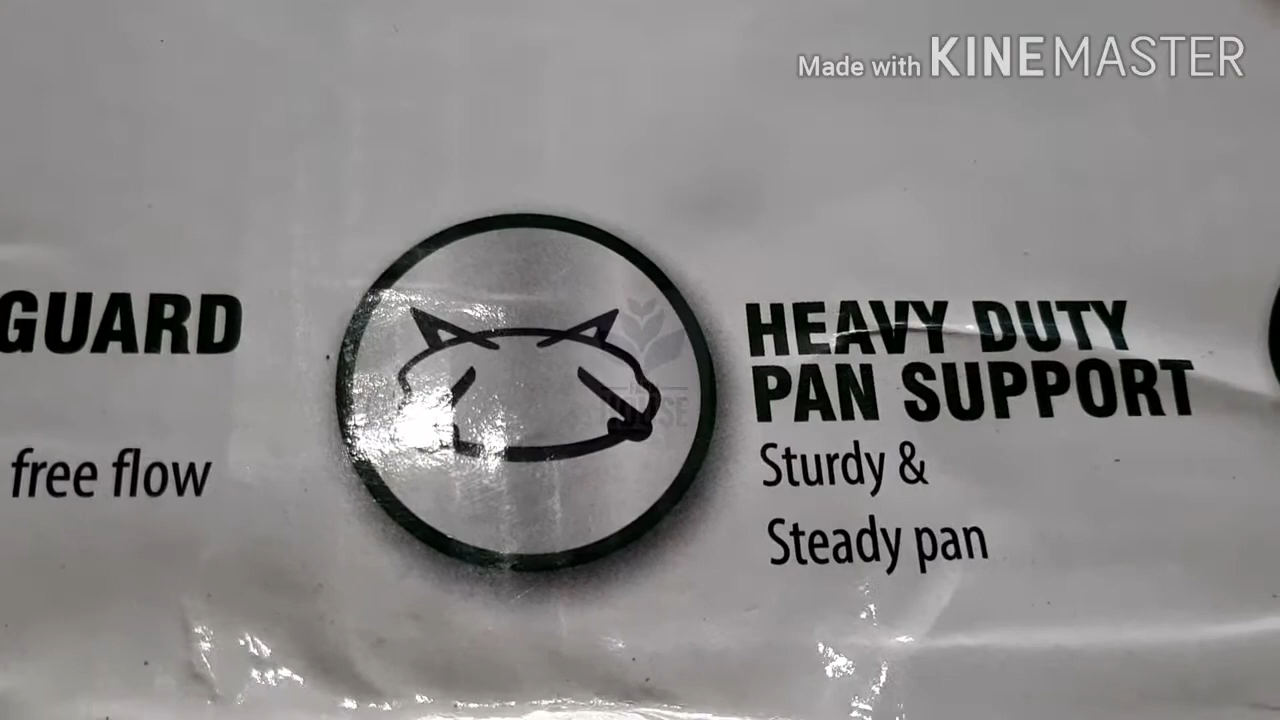 Made with KINEMASTER
GUARD
free flow
HEAVY DUTY
PAN SUPPORT
Sturdy &
Steady pan